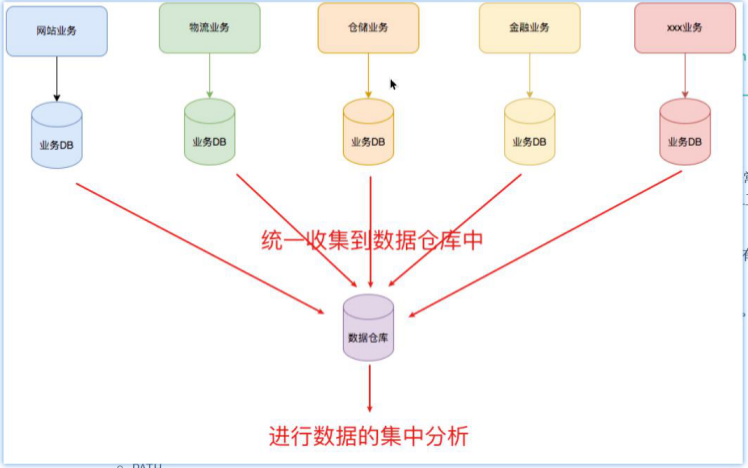 网站业务
物流业务
仓储业务
金融业务
xxx业务
业务DB
业务DB
业务DB
业务DB
业务DB
统一收集到数据仓库中
数据仓库
进行数据的集中分析